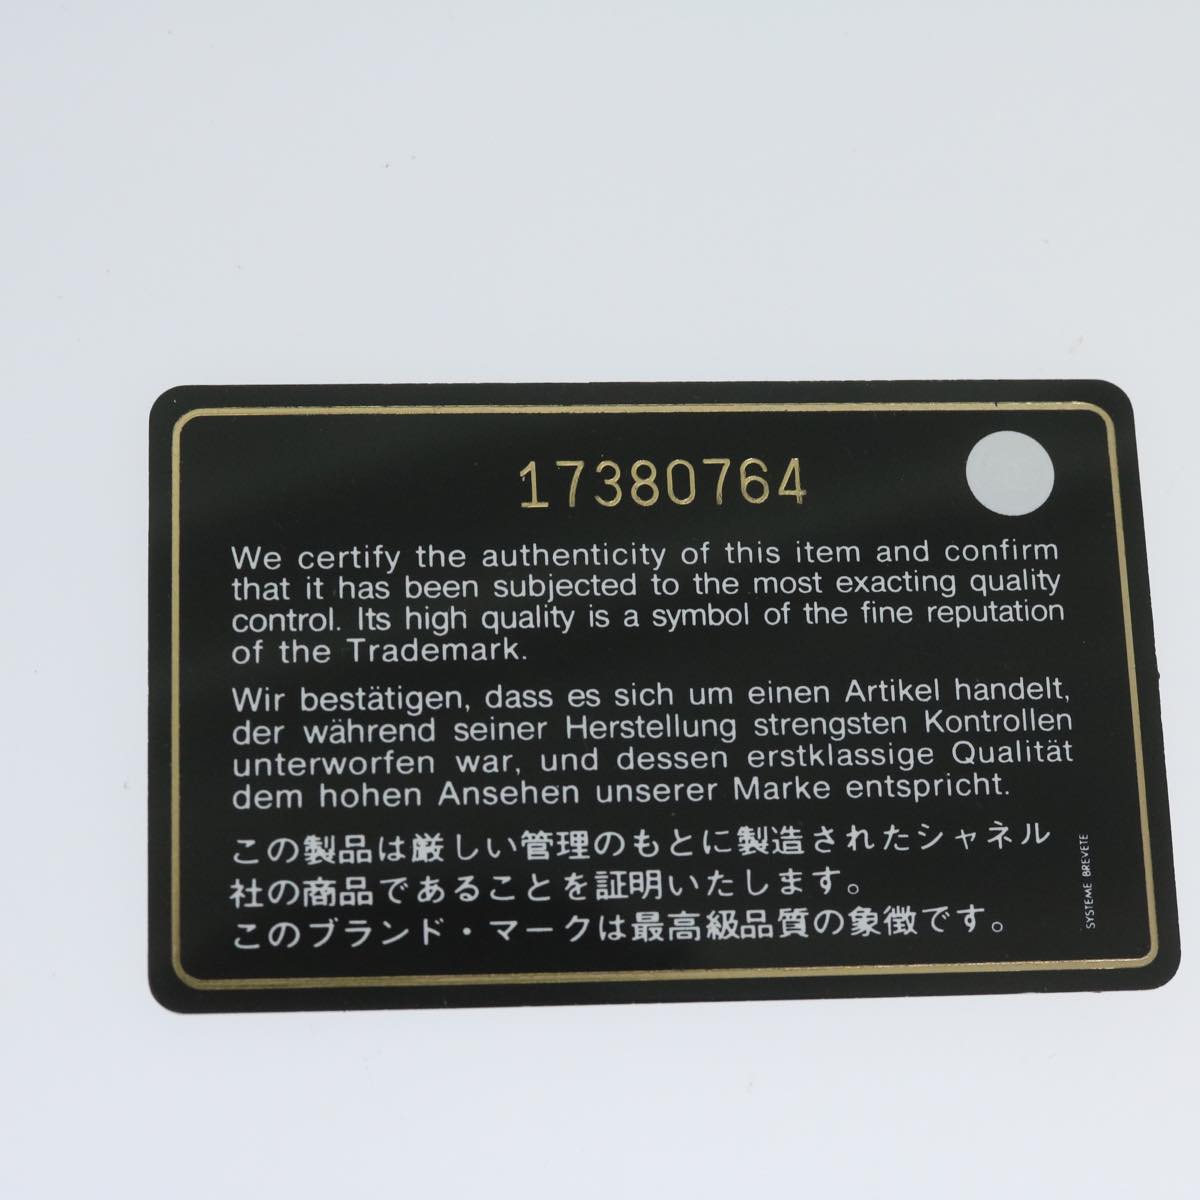 17380764
We certify the authenticity of this item and confirm
that it has been subjected to the most exacting quality
control. Its high quality is a symbol of the fine reputation
of the Trademark.
Wir bestätigen, dass es sich um einen Artikel handelt,
der während seiner Herstellung strengsten Kontrollen
unterworfen war, und dessen erstklassige Qualität
dem hohen Ansehen unserer Marke entspricht.
この製品は厳しい管理のもとに製造されたシャネル
社の商品であることを証明いたします。
このブランド・マークは最高級品質の象徴です。
SYSTEME BREVETE